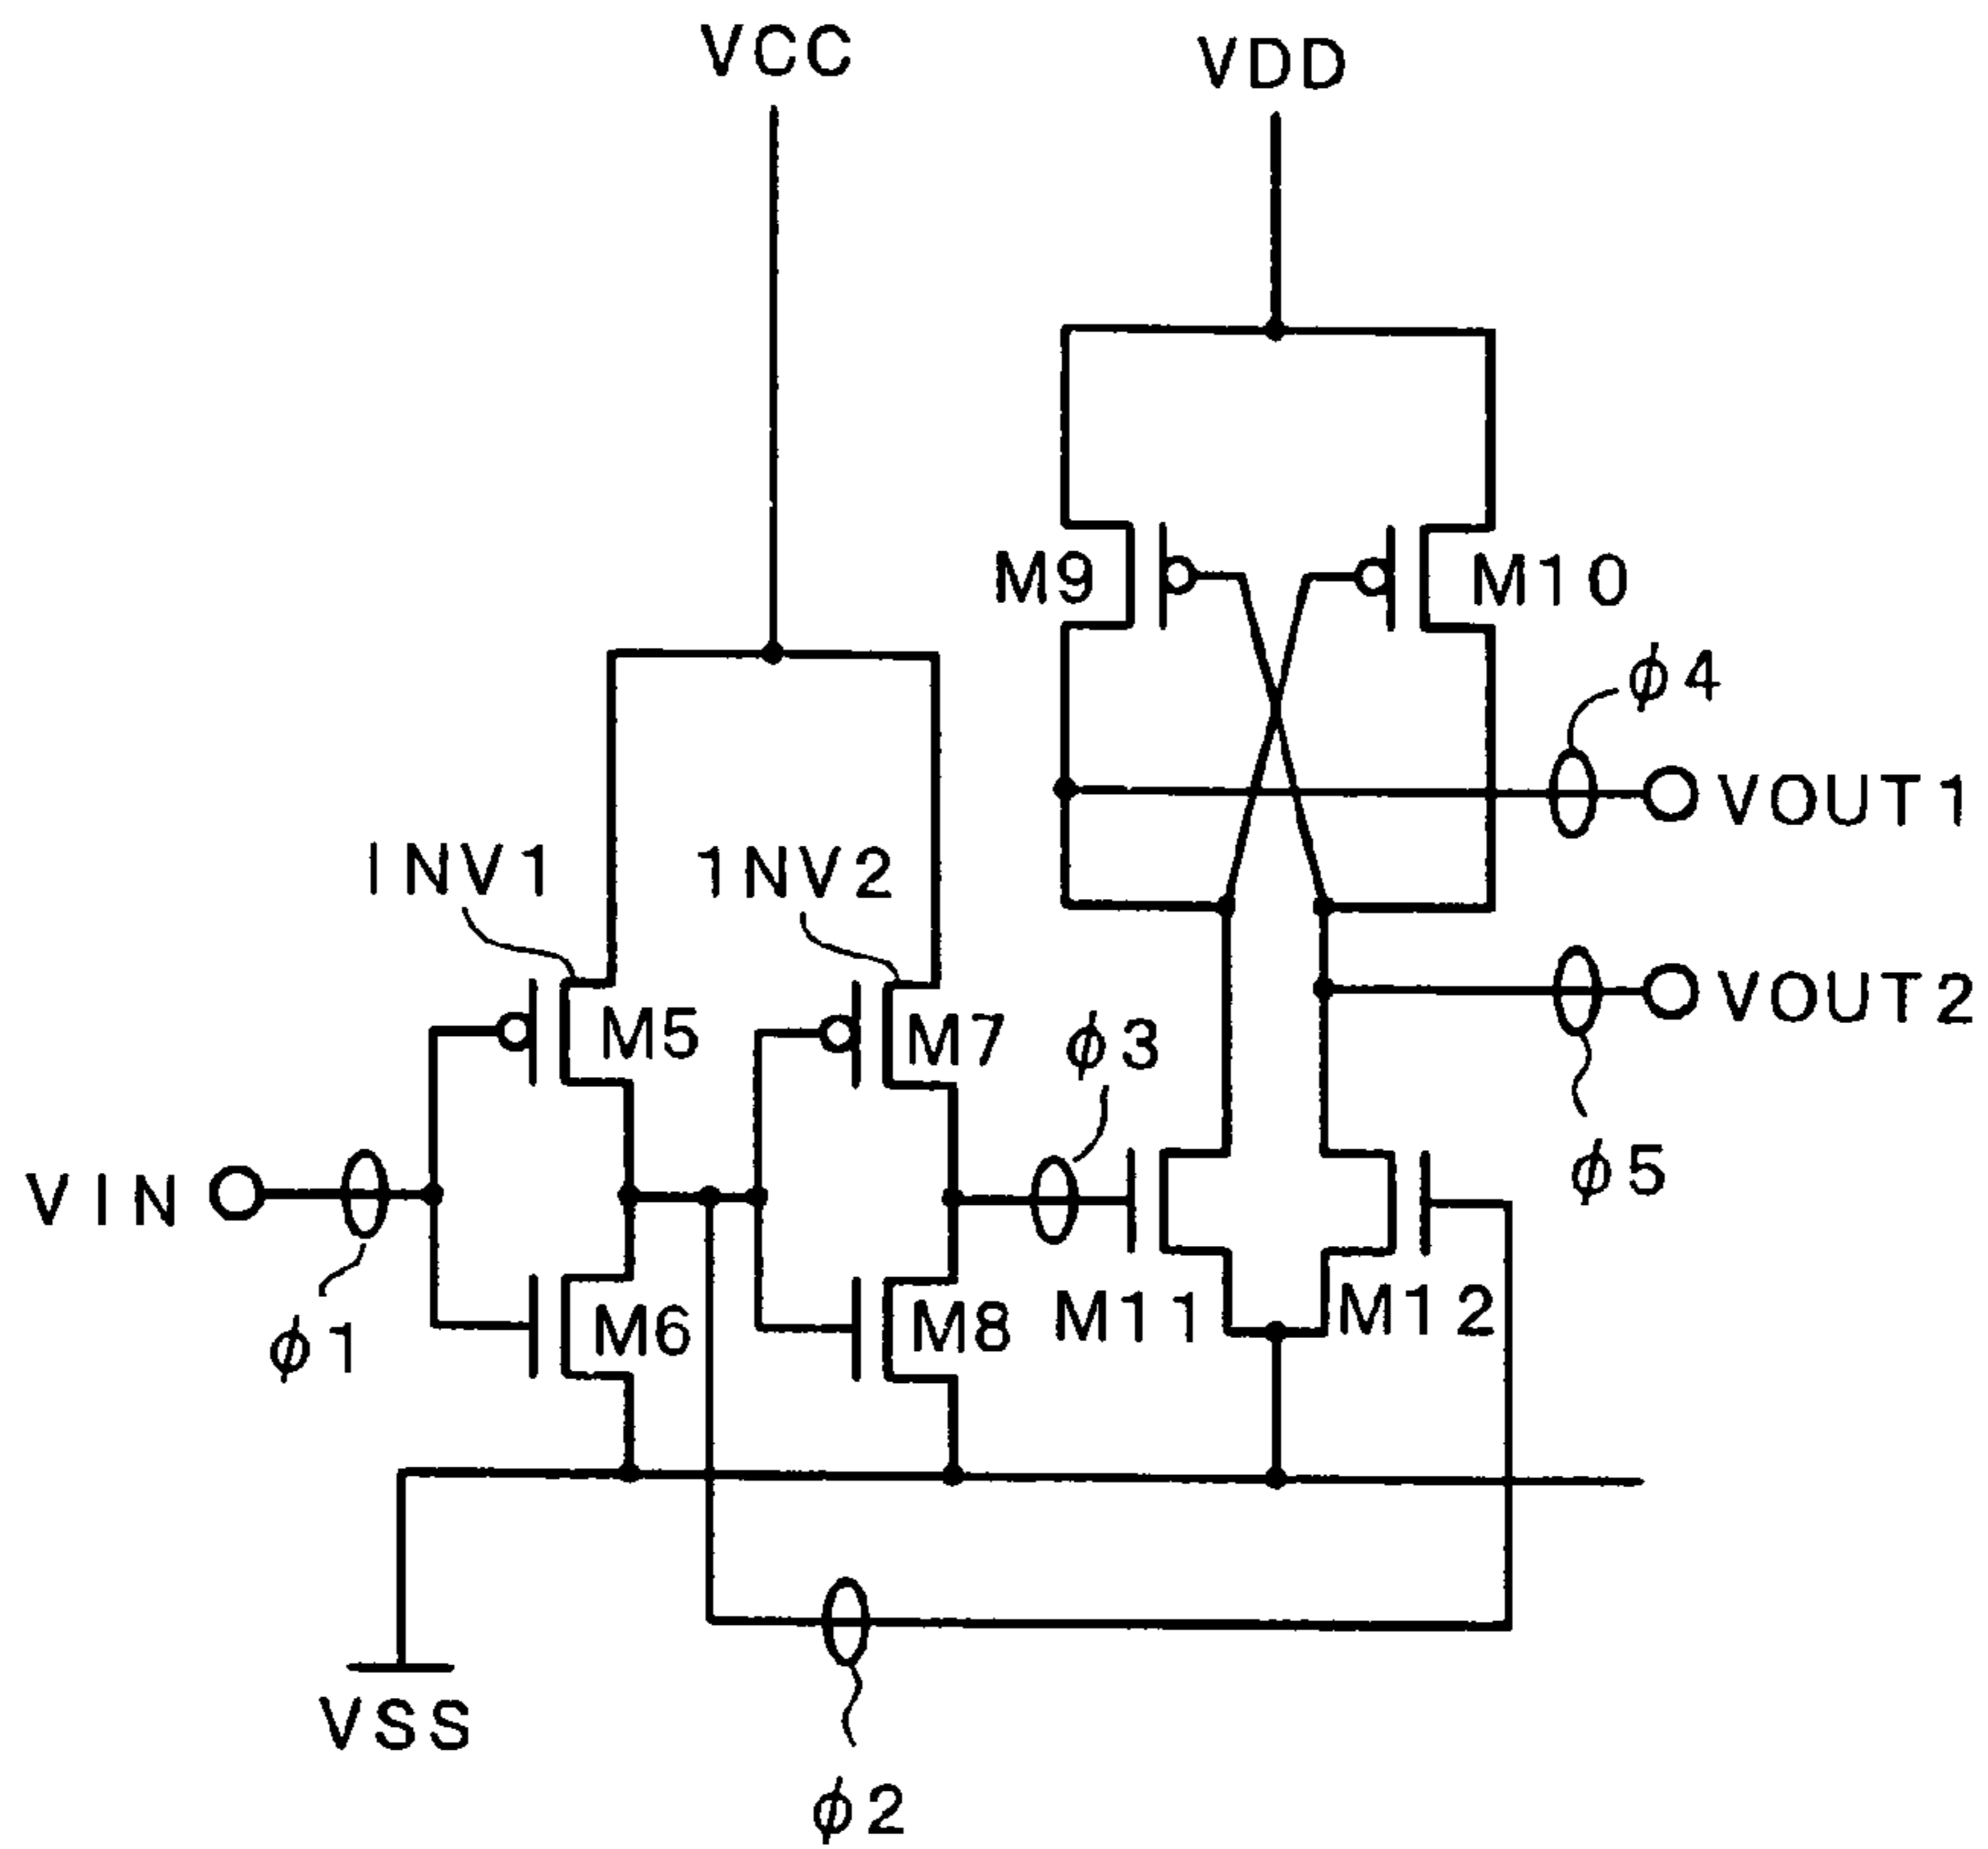 VCC
VDD
M9
M10
φ4
VOUT1
INV1
1NV2
VOUT2
M5
M7
φ3
VIN
φ5
φ1
M6
M8
M11
M12
VSS
φ2